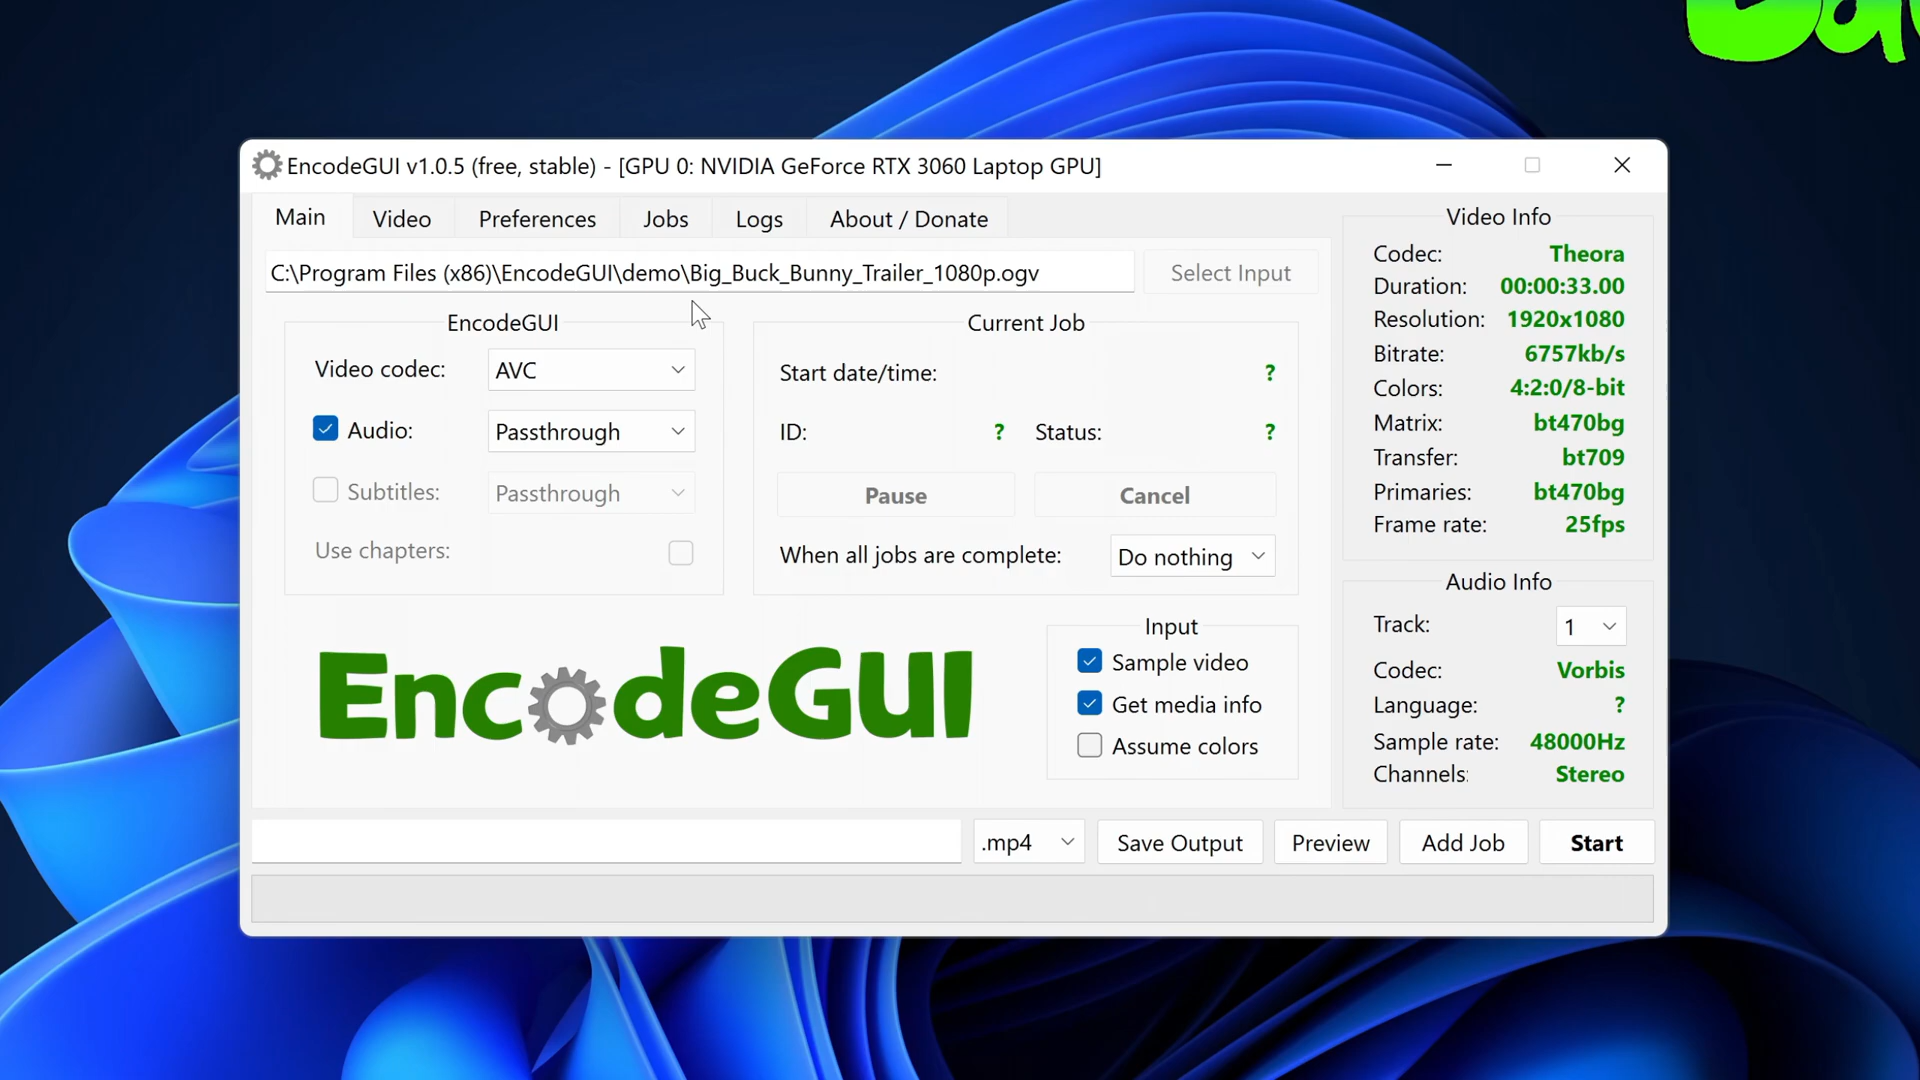 EncodeGUI v1.0.5 (free, stable) - [GPU 0: NVIDIA GeForce RTX 3060 Laptop GPU]
Main Video Preferences Jobs Logs About / Donate
C:\Program Files (x86)\EncodeGUI\demo\Big_Buck_Bunny_Trailer_1080p.ogv Select Input
EncodeGUI
Video codec: AVC
Audio: Passthrough
Subtitles: Passthrough
Use chapters:
Current Job
Start date/time: ?
ID: ? Status: ?
Pause Cancel
When all jobs are complete: Do nothing
EncodeGUI
Input
Sample video
Get media info
Assume colors
Video Info
Codec: Theora
Duration: 00:00:33.00
Resolution: 1920x1080
Bitrate: 6757kb/s
Colors: 4:2:0/8-bit
Matrix: bt470bg
Transfer: bt709
Primaries: bt470bg
Frame rate: 25fps
Audio Info
Track: 1
Codec: Vorbis
Language: ?
Sample rate: 48000Hz
Channels: Stereo
.mp4 Save Output Preview Add Job Start